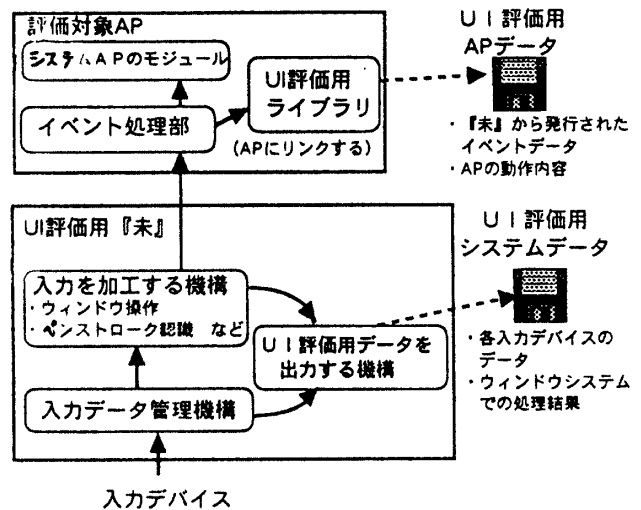 評価対象AP
システムAPのモジュール
UI評価用
ライブラリ
イベント処理部
(APにリンクする)
UI評価用
APデータ
・『未』から発行された
イベントデータ
・APの動作内容
UI評価用『未』
入力を加工する機構
・ウィンドウ操作
・ペンストローク認識 など
UI評価用データを
出力する機構
入力データ管理機構
入力デバイス
UI評価用
システムデータ
・各入力デバイスの
データ
・ウィンドウシステム
での処理結果